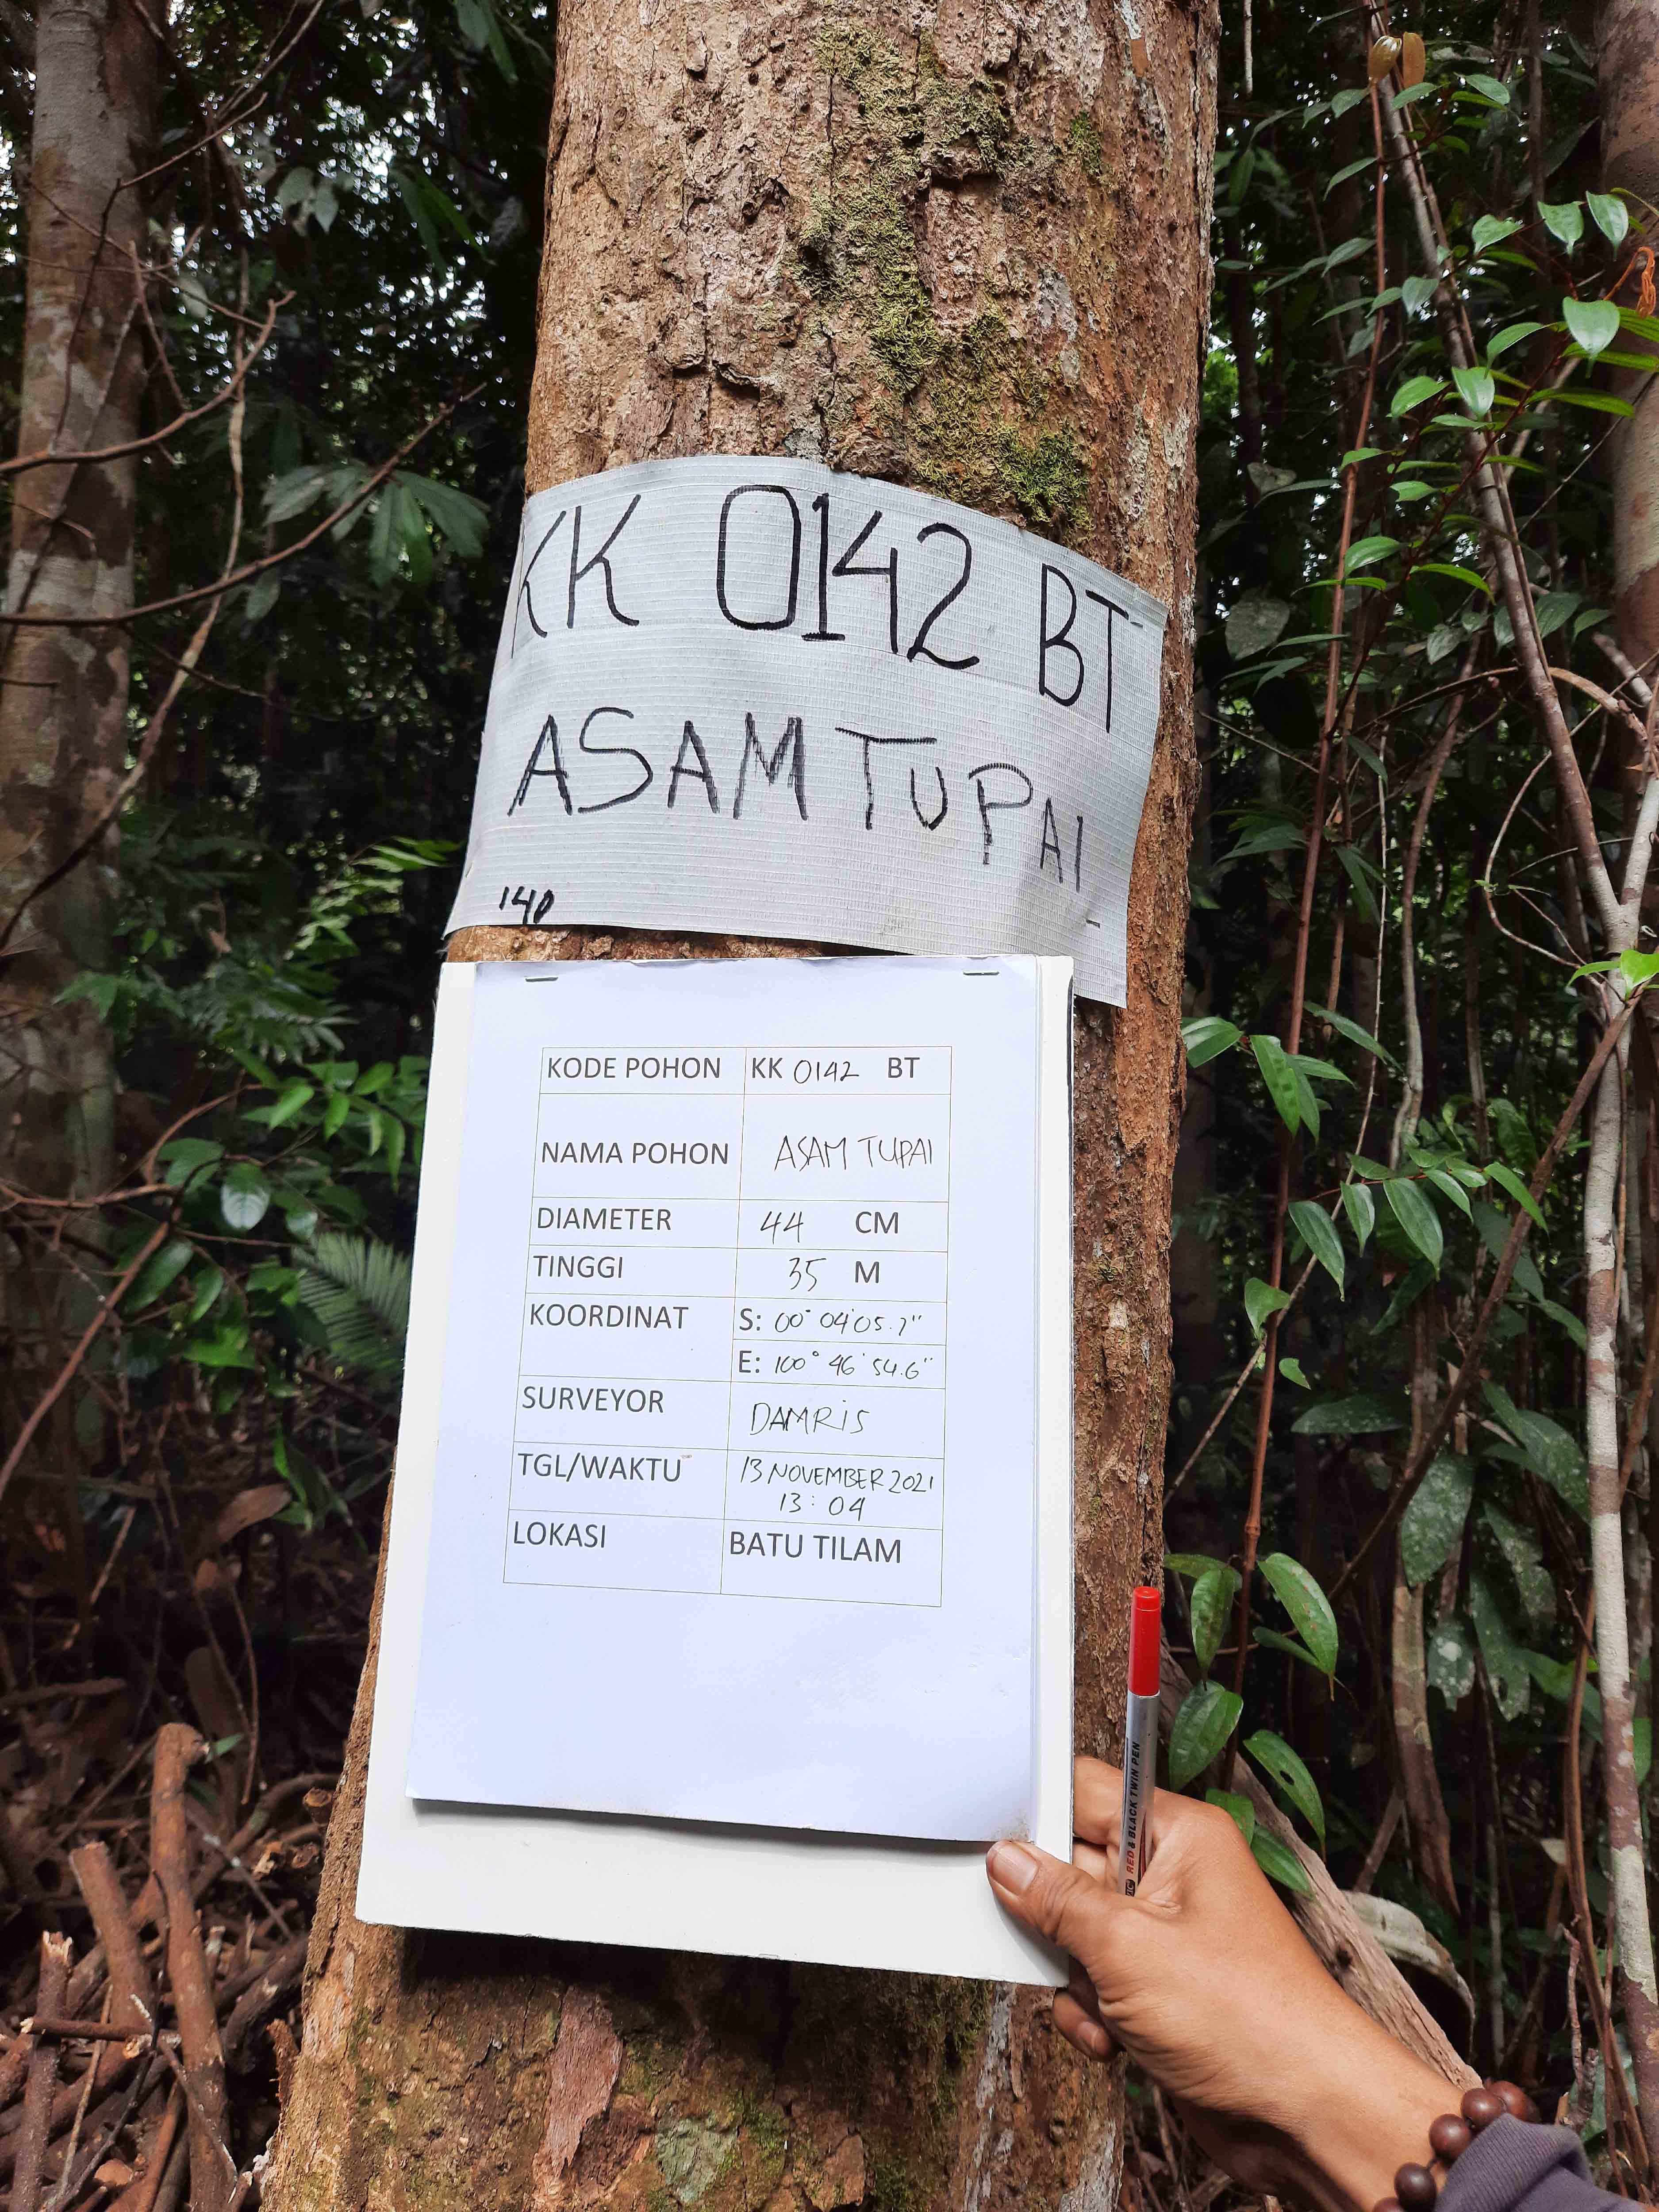 KK 0142 BT
ASAM TUPAI
140
KODE POHON KK 0142 BT
NAMA POHON ASAM TUPAI
DIAMETER 44 CM
TINGGI 35 M
KOORDINAT S: 00° 04' 05.7"
E: 100° 46' 54.6"
SURVEYOR DAMRIS
TGL/WAKTU 13 NOVEMBER 2021
13:04
LOKASI BATU TILAM
RED & BLACK TWIN PEN